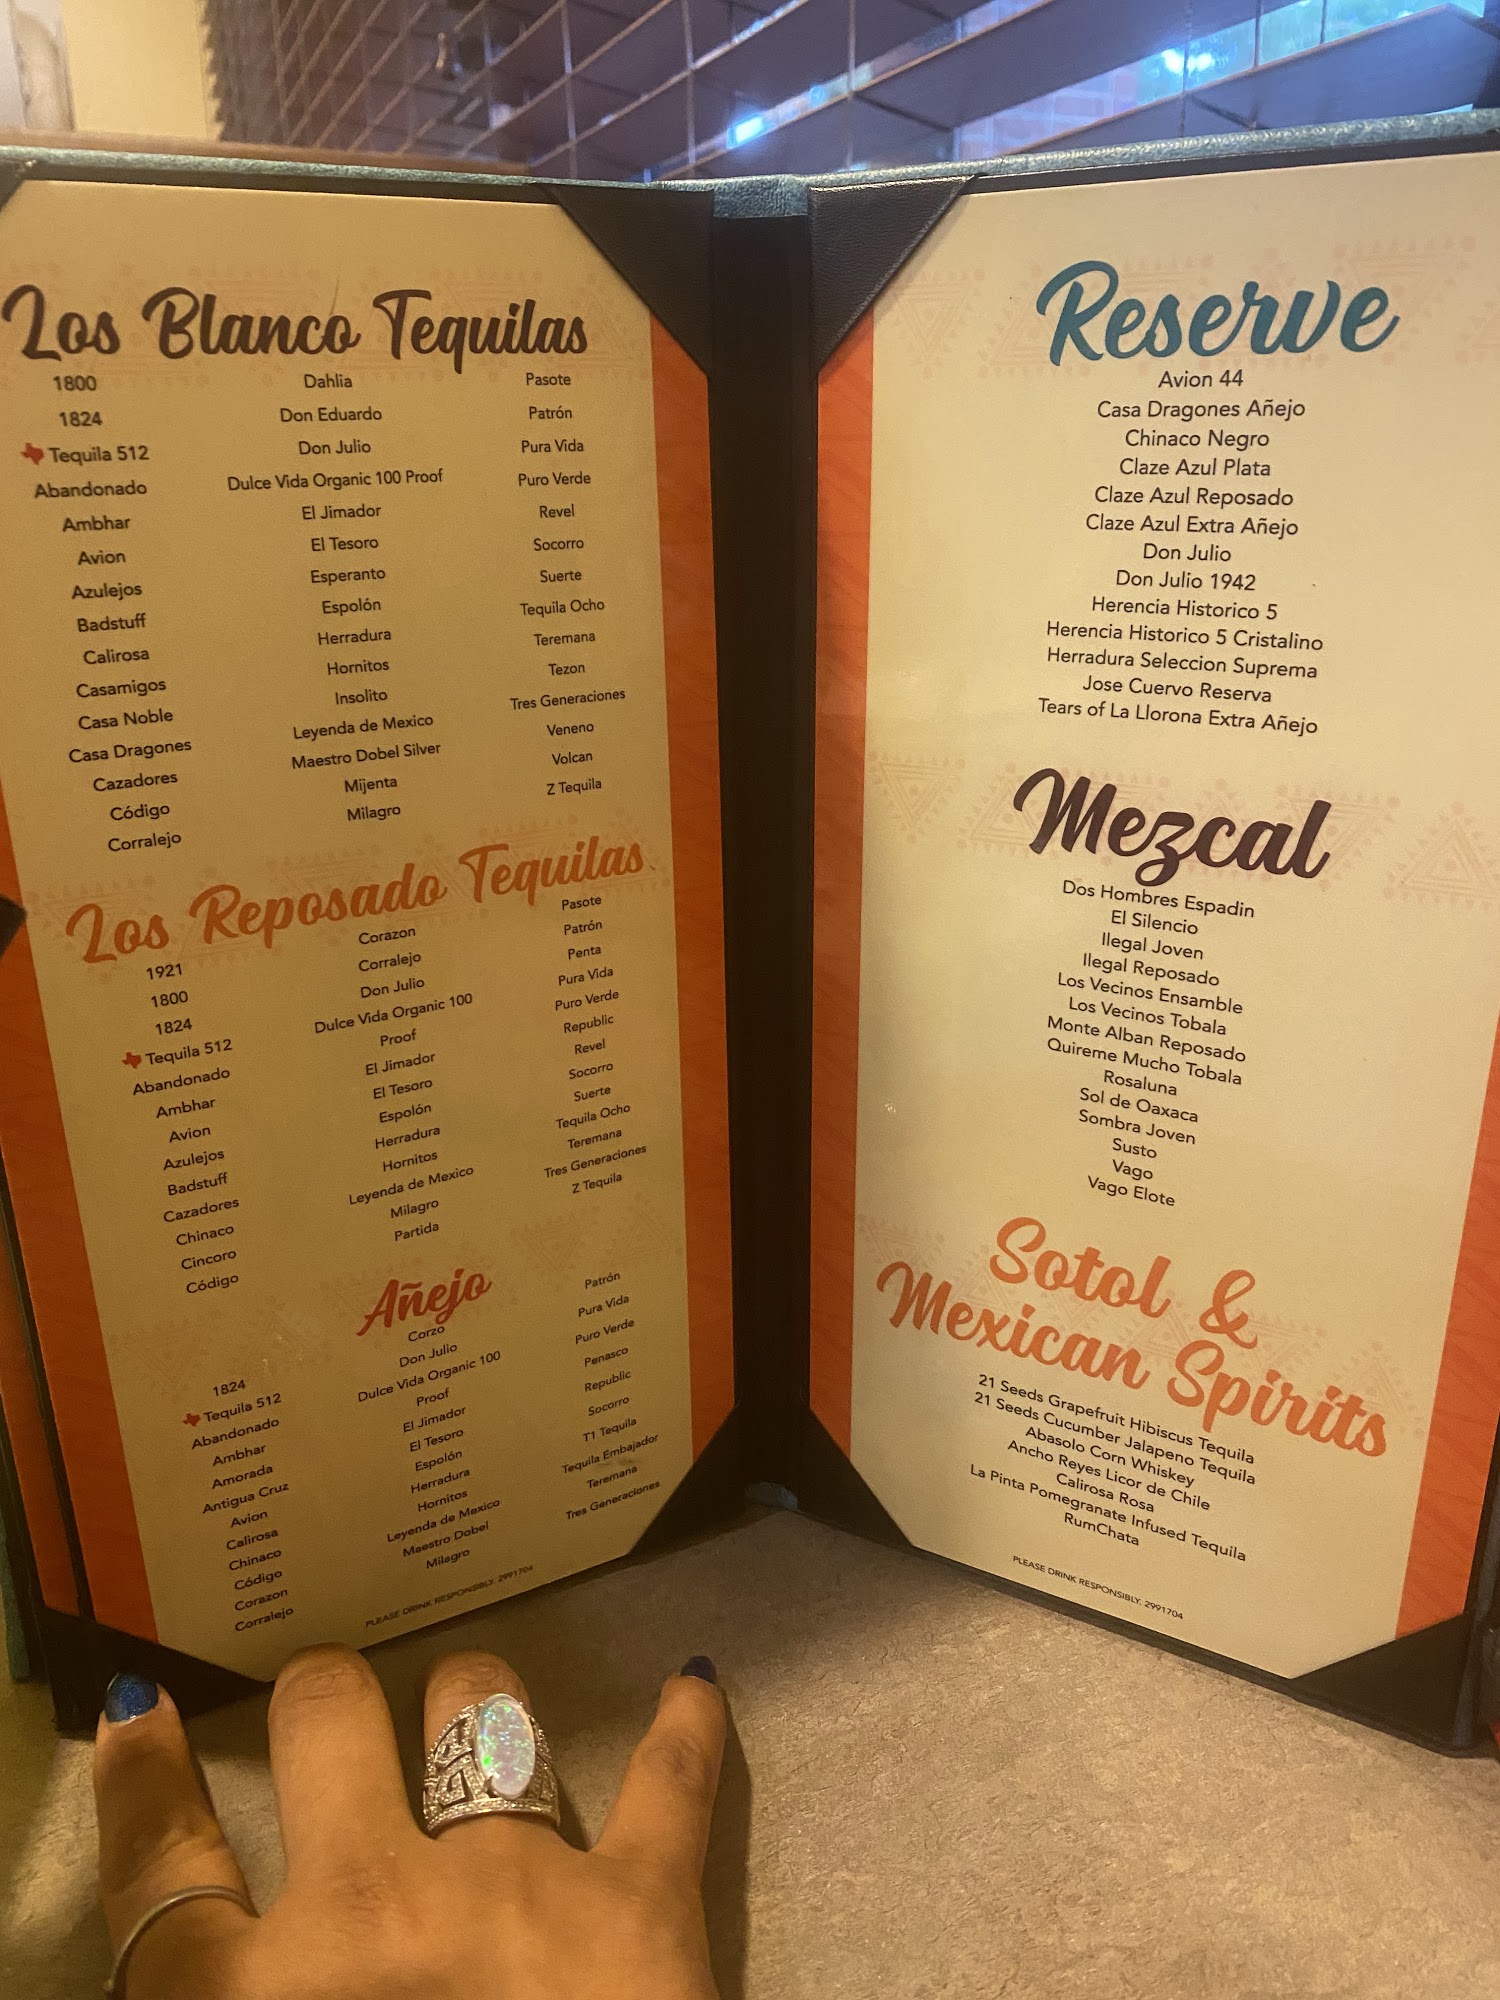 Los Blanco Tequilas
1800
1824
Tequila 512
Abandonado
Ambhar
Avion
Azulejos
Badstuff
Calirosa
Casamigos
Casa Noble
Casa Dragones
Cazadores
Código
Corralejo
Dahlia
Don Eduardo
Don Julio
Dulce Vida Organic 100 Proof
El Jimador
El Tesoro
Esperanto
Espolón
Herradura
Hornitos
Insolito
Leyenda de Mexico
Maestro Dobel Silver
Mijenta
Milagro
Pasote
Patrón
Pura Vida
Puro Verde
Revel
Socorro
Suerte
Tequila Ocho
Teremana
Tezon
Tres Generaciones
Veneno
Volcan
Z Tequila
Los Reposado Tequilas
1921
1800
1824
Tequila 512
Abandonado
Ambhar
Avion
Azulejos
Badstuff
Cazadores
Chinaco
Cincoro
Código
Corazon
Corralejo
Don Julio
Dulce Vida Organic 100
Proof
El Jimador
El Tesoro
Espolón
Herradura
Hornitos
Leyenda de Mexico
Milagro
Partida
Pasote
Patrón
Penta
Pura Vida
Puro Verde
Republic
Revel
Socorro
Suerte
Tequila Ocho
Teremana
Tres Generaciones
Z Tequila
Añejo
1824
Tequila 512
Abandonado
Ambhar
Amorada
Antigua Cruz
Avion
Calirosa
Chinaco
Código
Corazon
Corralejo
Corzo
Don Julio
Dulce Vida Organic 100
Proof
El Jimador
El Tesoro
Espolón
Herradura
Hornitos
Leyenda de Mexico
Maestro Dobel
Milagro
Patrón
Pura Vida
Puro Verde
Penasco
Republic
Socorro
T1 Tequila
Tequila Embajador
Teremana
Tres Generaciones
PLEASE DRINK RESPONSIBLY. 2991704
Reserve
Avion 44
Casa Dragones Añejo
Chinaco Negro
Claze Azul Plata
Claze Azul Reposado
Claze Azul Extra Añejo
Don Julio
Don Julio 1942
Herencia Historico 5
Herencia Historico 5 Cristalino
Herradura Seleccion Suprema
Jose Cuervo Reserva
Tears of La Llorona Extra Añejo
Mezcal
Dos Hombres Espadin
El Silencio
Ilegal Joven
Ilegal Reposado
Los Vecinos Ensamble
Los Vecinos Tobala
Monte Alban Reposado
Quireme Mucho Tobala
Rosaluna
Sol de Oaxaca
Sombra Joven
Susto
Vago
Vago Elote
Sotol &
Mexican Spirits
21 Seeds Grapefruit Hibiscus Tequila
21 Seeds Cucumber Jalapeno Tequila
Abasolo Corn Whiskey
Ancho Reyes Licor de Chile
Calirosa Rosa
La Pinta Pomegranate Infused Tequila
RumChata
PLEASE DRINK RESPONSIBLY. 2991704